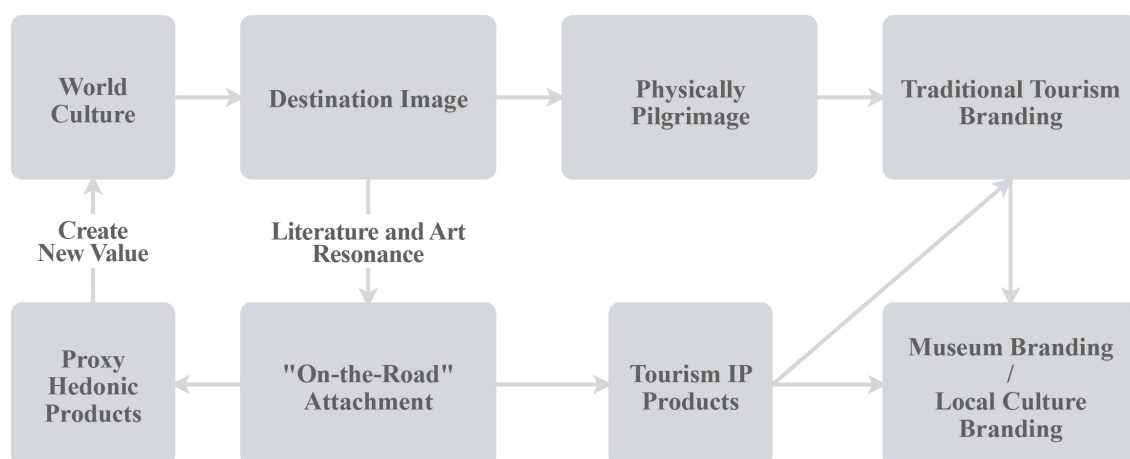 World
Culture
Destination Image
Physically
Pilgrimage
Traditional Tourism
Branding
Create
New Value
Literature and Art
Resonance
Proxy
Hedonic
Products
"On-the-Road"
Attachment
Tourism IP
Products
Museum Branding
/
Local Culture
Branding